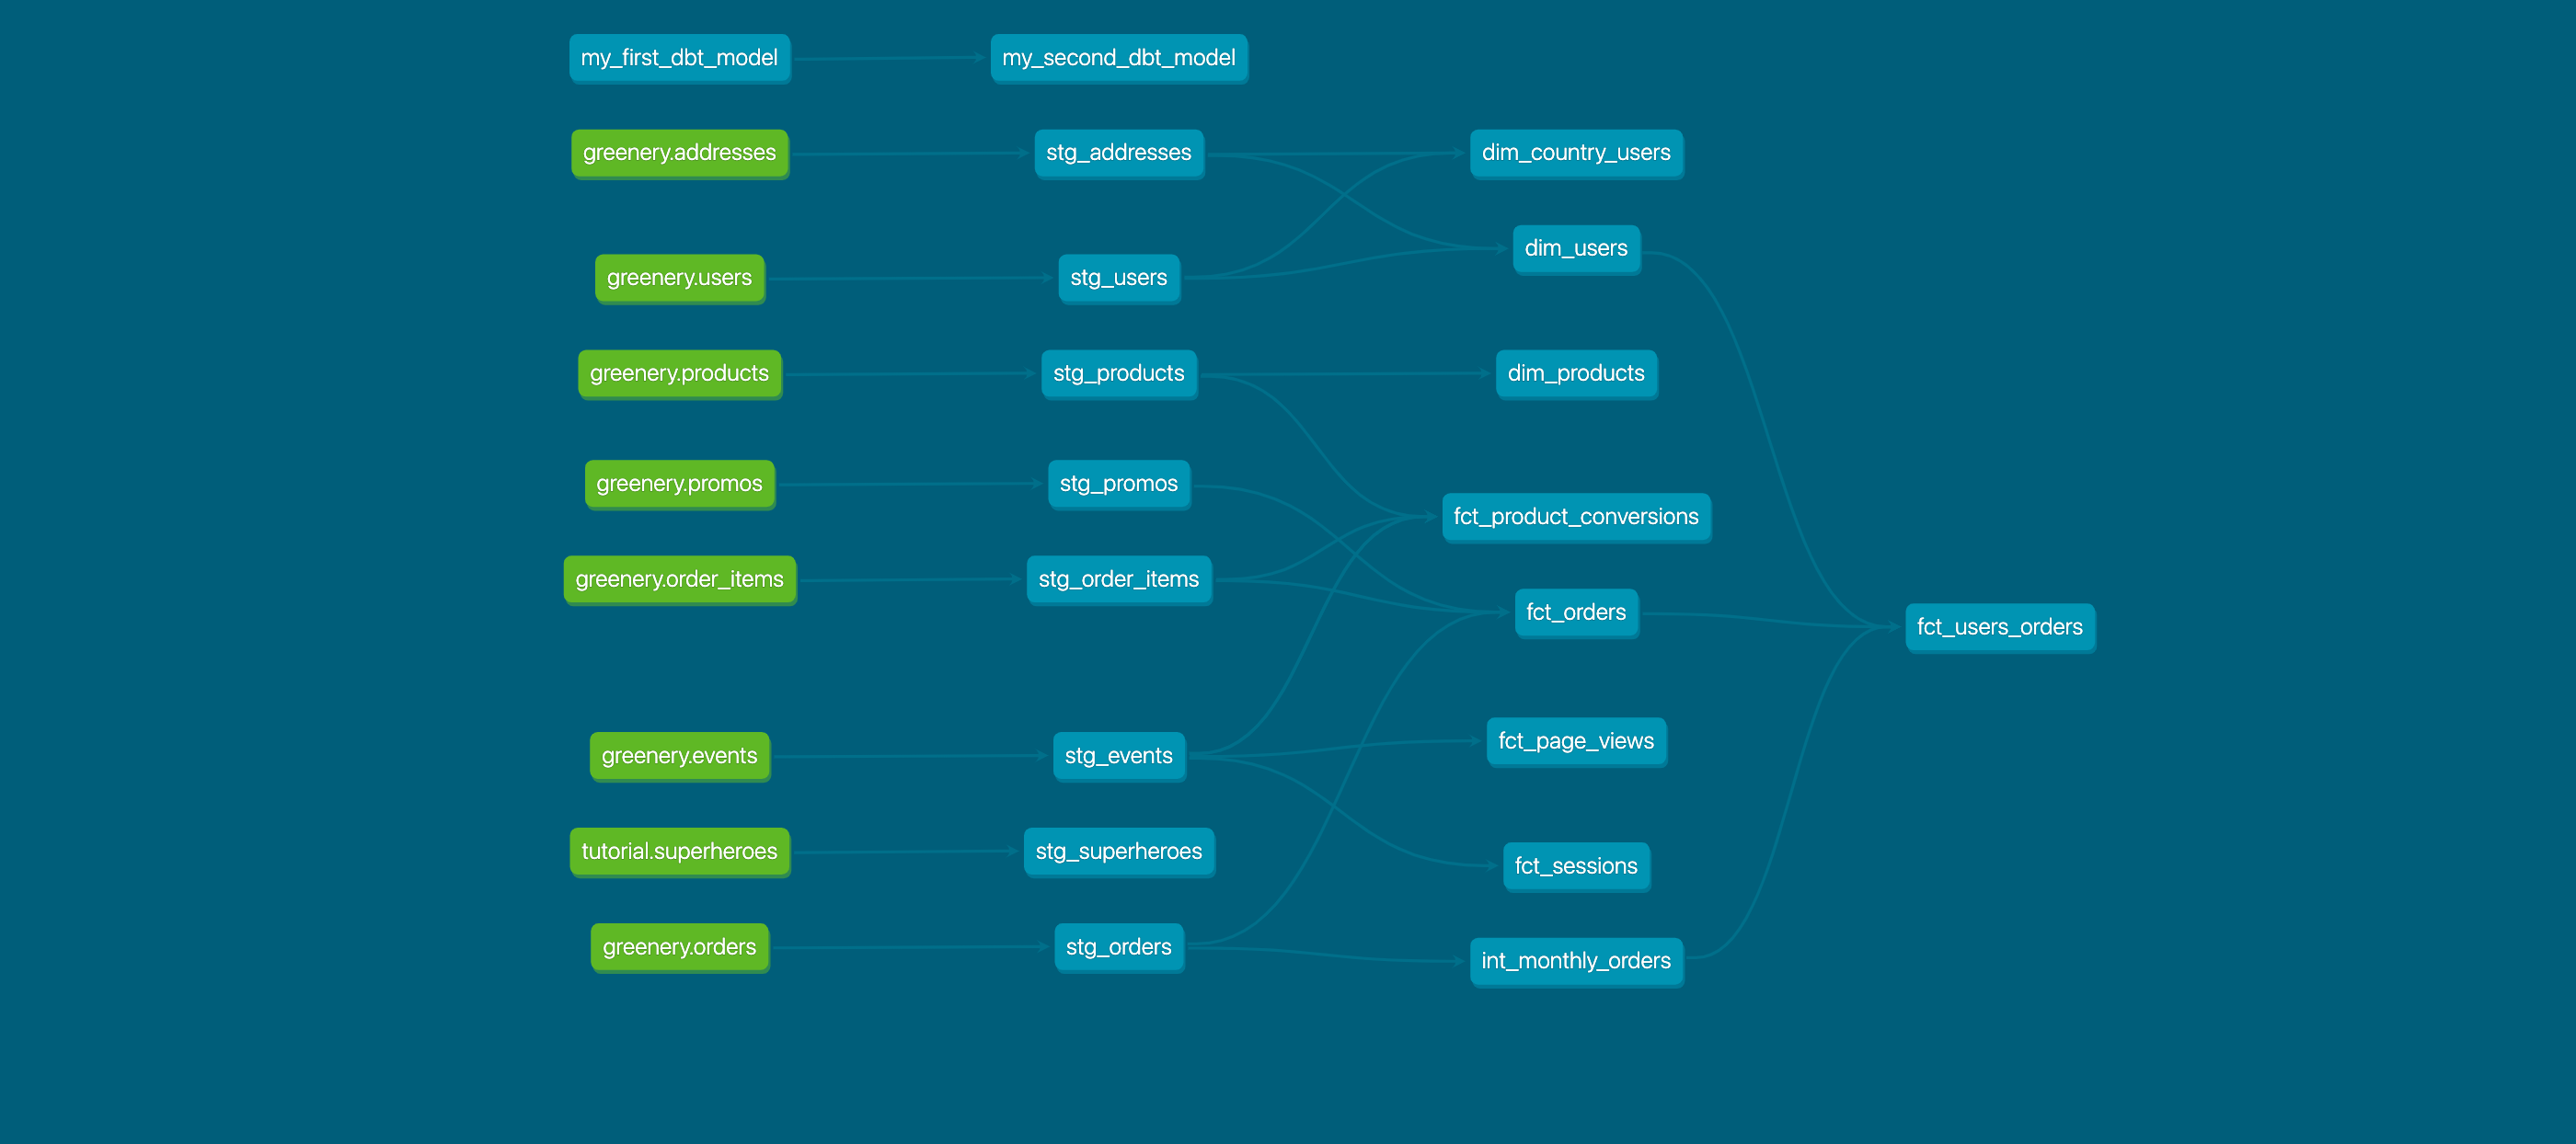 my_first_dbt_model
my_second_dbt_model
greenery.addresses
stg_addresses
dim_country_users
dim_users
greenery.users
stg_users
greenery.products
stg_products
dim_products
greenery.promos
stg_promos
fct_product_conversions
greenery.order_items
stg_order_items
fct_orders
fct_users_orders
greenery.events
stg_events
fct_page_views
tutorial.superheroes
stg_superheroes
fct_sessions
greenery.orders
stg_orders
int_monthly_orders